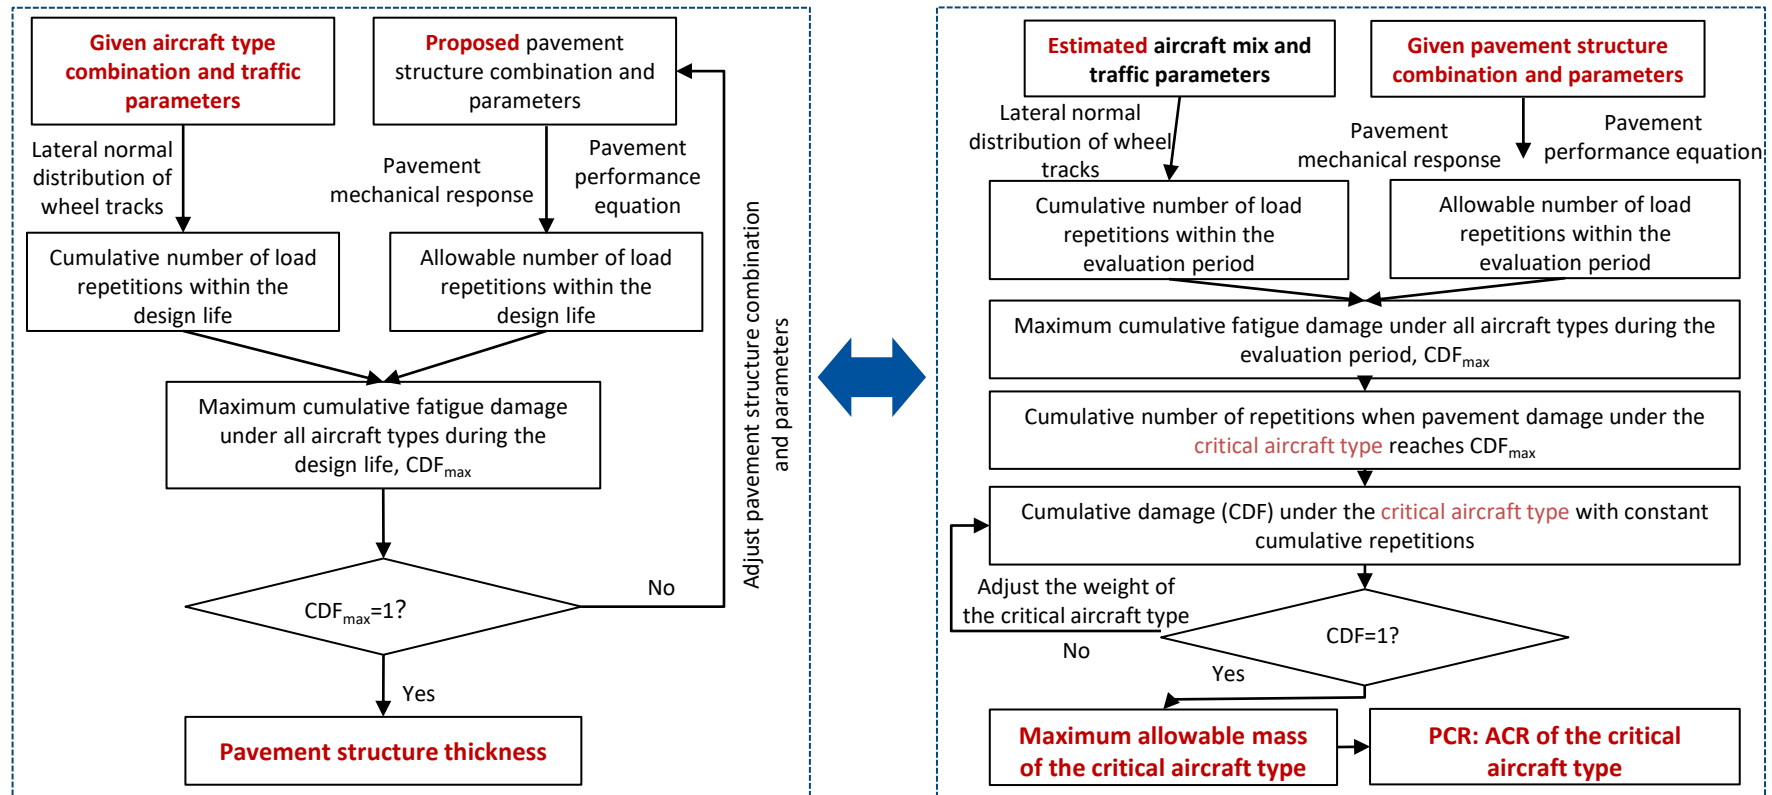 Given aircraft type
combination and traffic
parameters
Proposed pavement
structure combination and
parameters
Lateral normal
distribution of
wheel tracks
Pavement
mechanical response
Pavement
performance
equation
Cumulative number of load
repetitions within the
design life
Allowable number of load
repetitions within the
design life
Maximum cumulative fatigue damage
under all aircraft types during the
design life, CDFmax
CDFmax=1?
No
Adjust pavement structure combination
and parameters
Yes
Pavement structure thickness
Estimated aircraft mix and
traffic parameters
Given pavement structure
combination and parameters
Lateral normal
distribution of wheel
tracks
Pavement
mechanical response
Pavement
performance equation
Cumulative number of load
repetitions within the
evaluation period
Allowable number of load
repetitions within the
evaluation period
Maximum cumulative fatigue damage under all aircraft types during the
evaluation period, CDFmax
Cumulative number of repetitions when pavement damage under the
critical aircraft type reaches CDFmax
Cumulative damage (CDF) under the critical aircraft type with constant
cumulative repetitions
Adjust the weight of
the critical aircraft type
CDF=1?
No
Yes
Maximum allowable mass
of the critical aircraft type
PCR: ACR of the critical
aircraft type